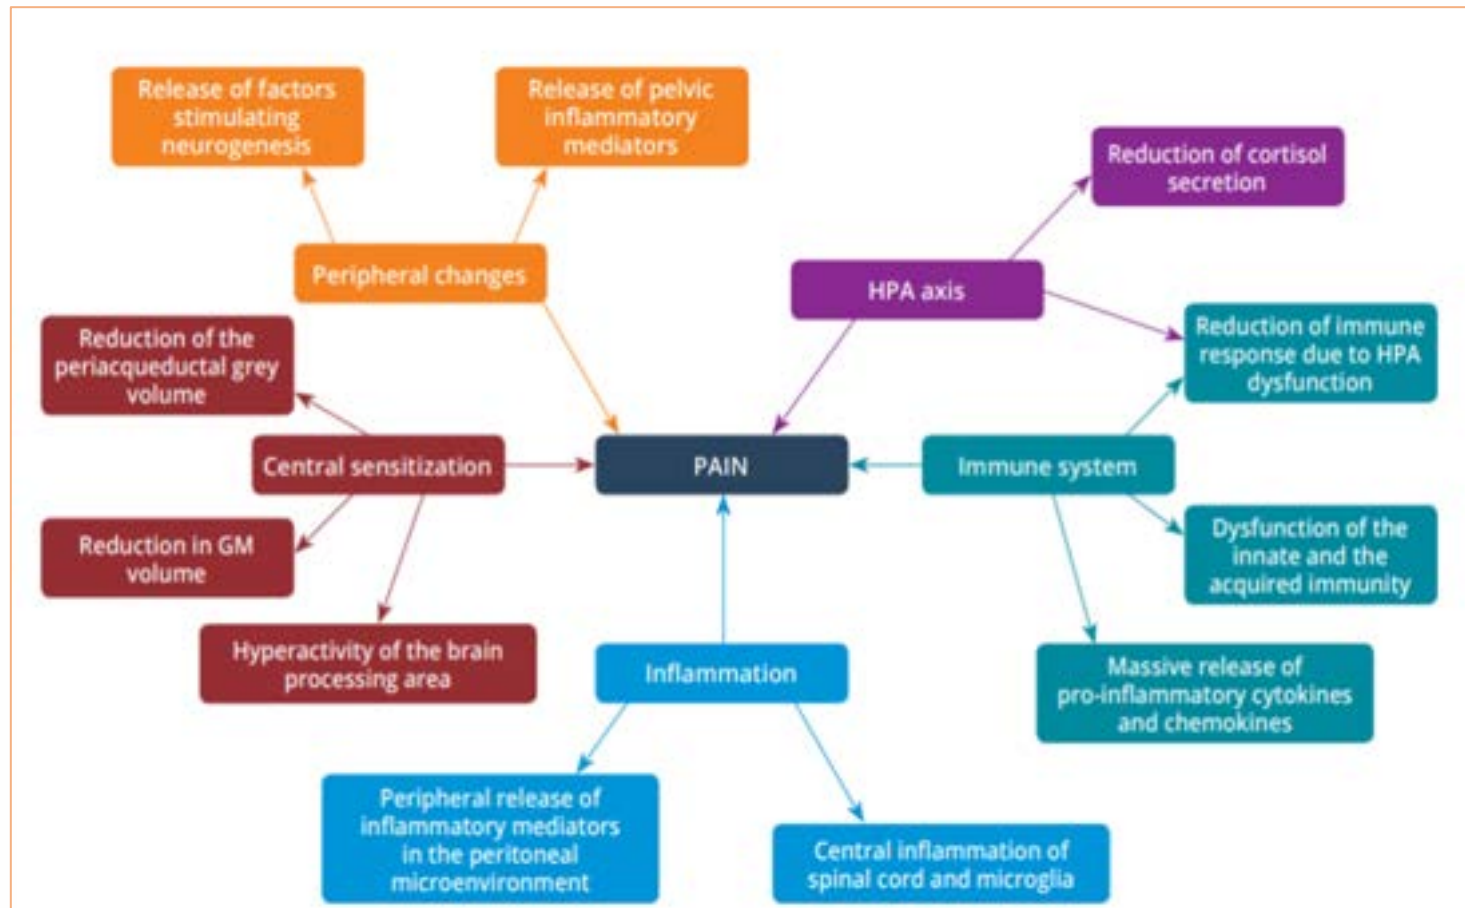 Release of factors
stimulating
neurogenesis
Release of pelvic
inflammatory
mediators
Reduction of cortisol
secretion
Peripheral changes
HPA axis
Reduction of the
periacqueductal grey
volume
Reduction of immune
response due to HPA
dysfunction
Central sensitization
PAIN
Immune system
Reduction in GM
volume
Dysfunction of the
innate and the
acquired immunity
Hyperactivity of the brain
processing area
Inflammation
Massive release of
pro-inflammatory cytokines
and chemokines
Peripheral release of
inflammatory mediators
in the peritoneal
microenvironment
Central inflammation of
spinal cord and microglia